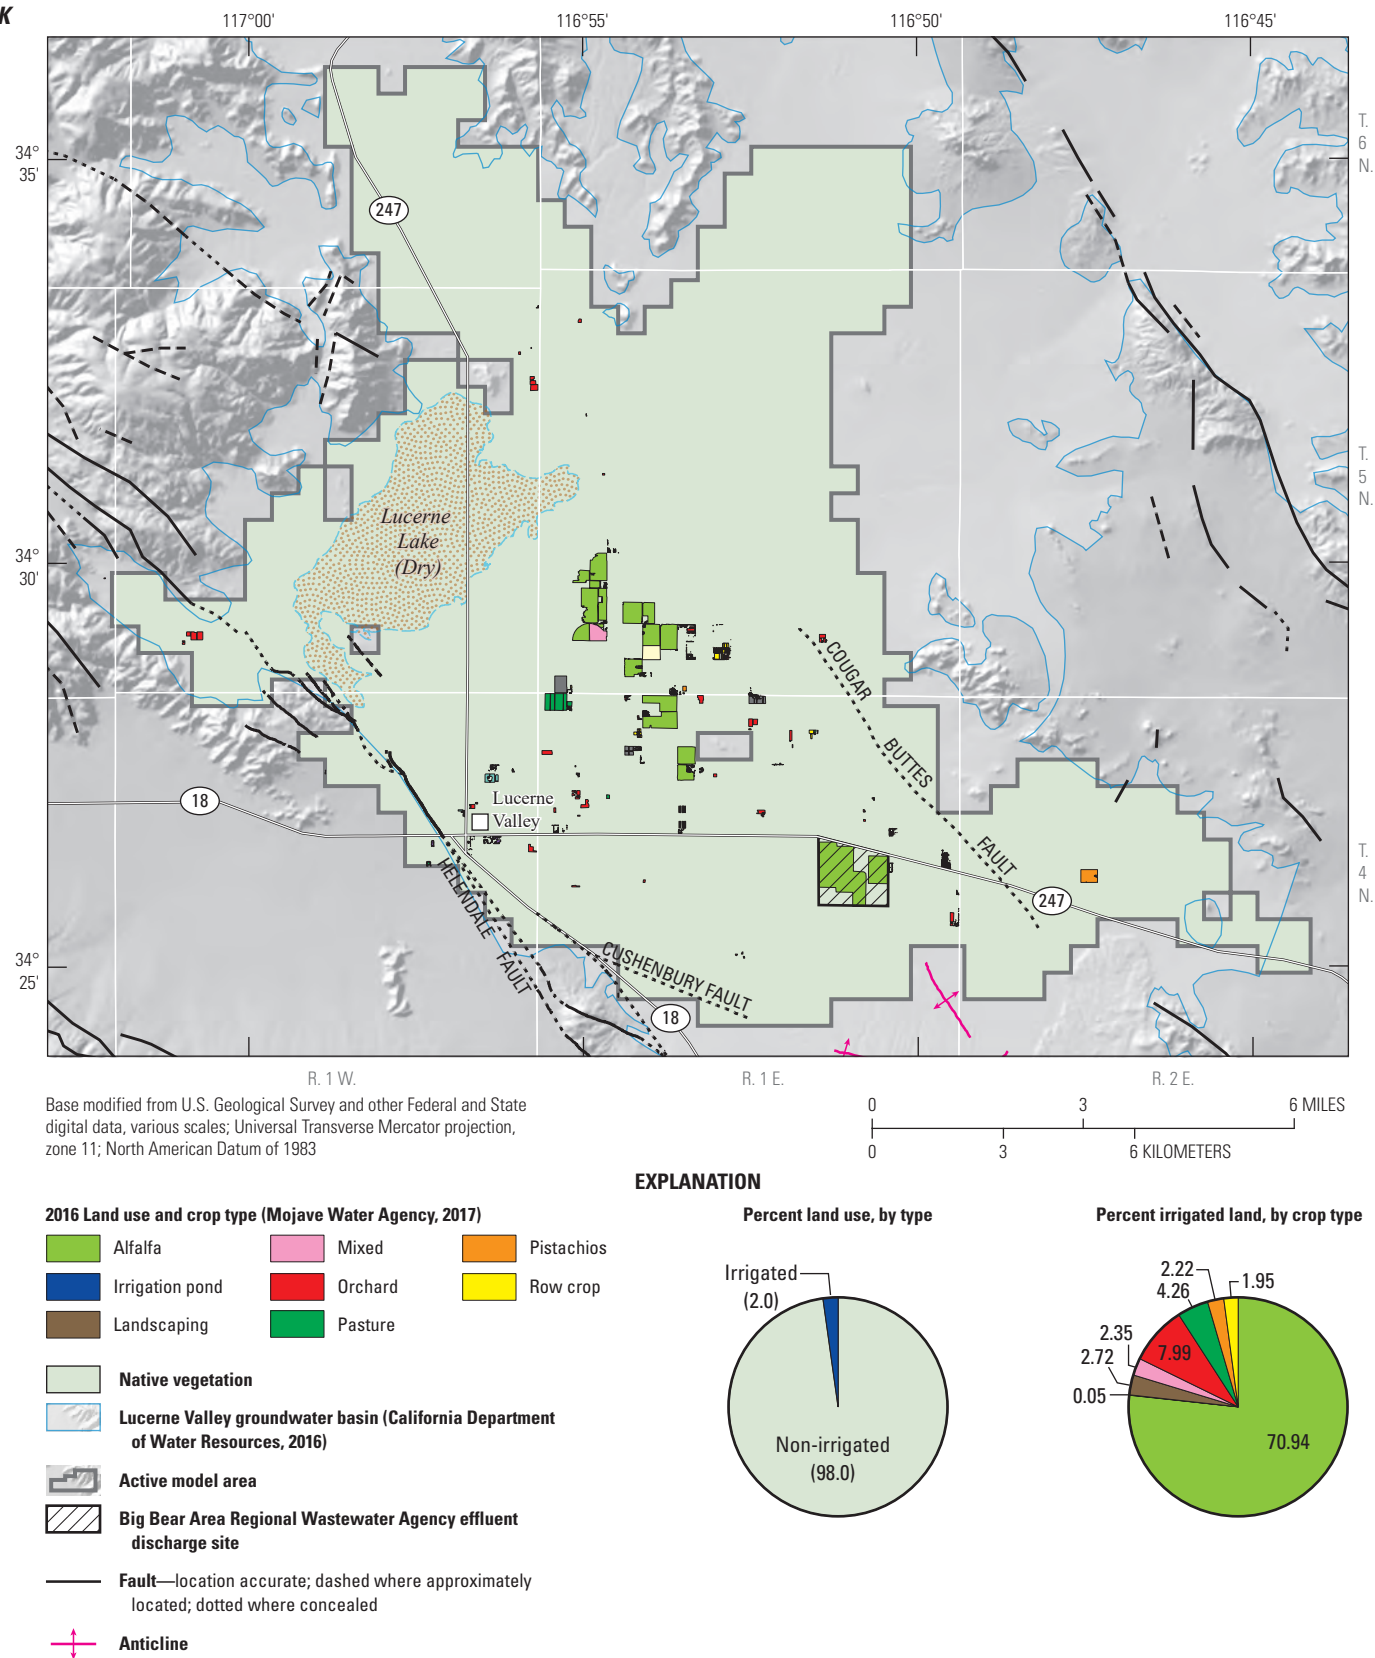 K
117°00'
116°55'
116°50'
116°45'
34°
35'
T.
6
N.
247
T.
5
N.
Lucerne
Lake
(Dry)
34°
30'
COUGAR
BUTTES
FAULT
18
Lucerne
Valley
T.
4
N.
HELENDALE
FAULT
247
CUSHENBURY FAULT
34°
25'
18
R. 1 W.
R. 1 E.
R. 2 E.
Base modified from U.S. Geological Survey and other Federal and State
digital data, various scales; Universal Transverse Mercator projection,
zone 11; North American Datum of 1983
0
3
6 MILES
0
3
6 KILOMETERS
EXPLANATION
2016 Land use and crop type (Mojave Water Agency, 2017)
Alfalfa
Mixed
Pistachios
Irrigation pond
Orchard
Row crop
Landscaping
Pasture
Native vegetation
Lucerne Valley groundwater basin (California Department
of Water Resources, 2016)
Active model area
Big Bear Area Regional Wastewater Agency effluent
discharge site
Fault—location accurate; dashed where approximately
located; dotted where concealed
Anticline
Percent land use, by type
Irrigated
(2.0)
Non-irrigated
(98.0)
Percent irrigated land, by crop type
2.22
1.95
4.26
2.35
7.99
2.72
0.05
70.94